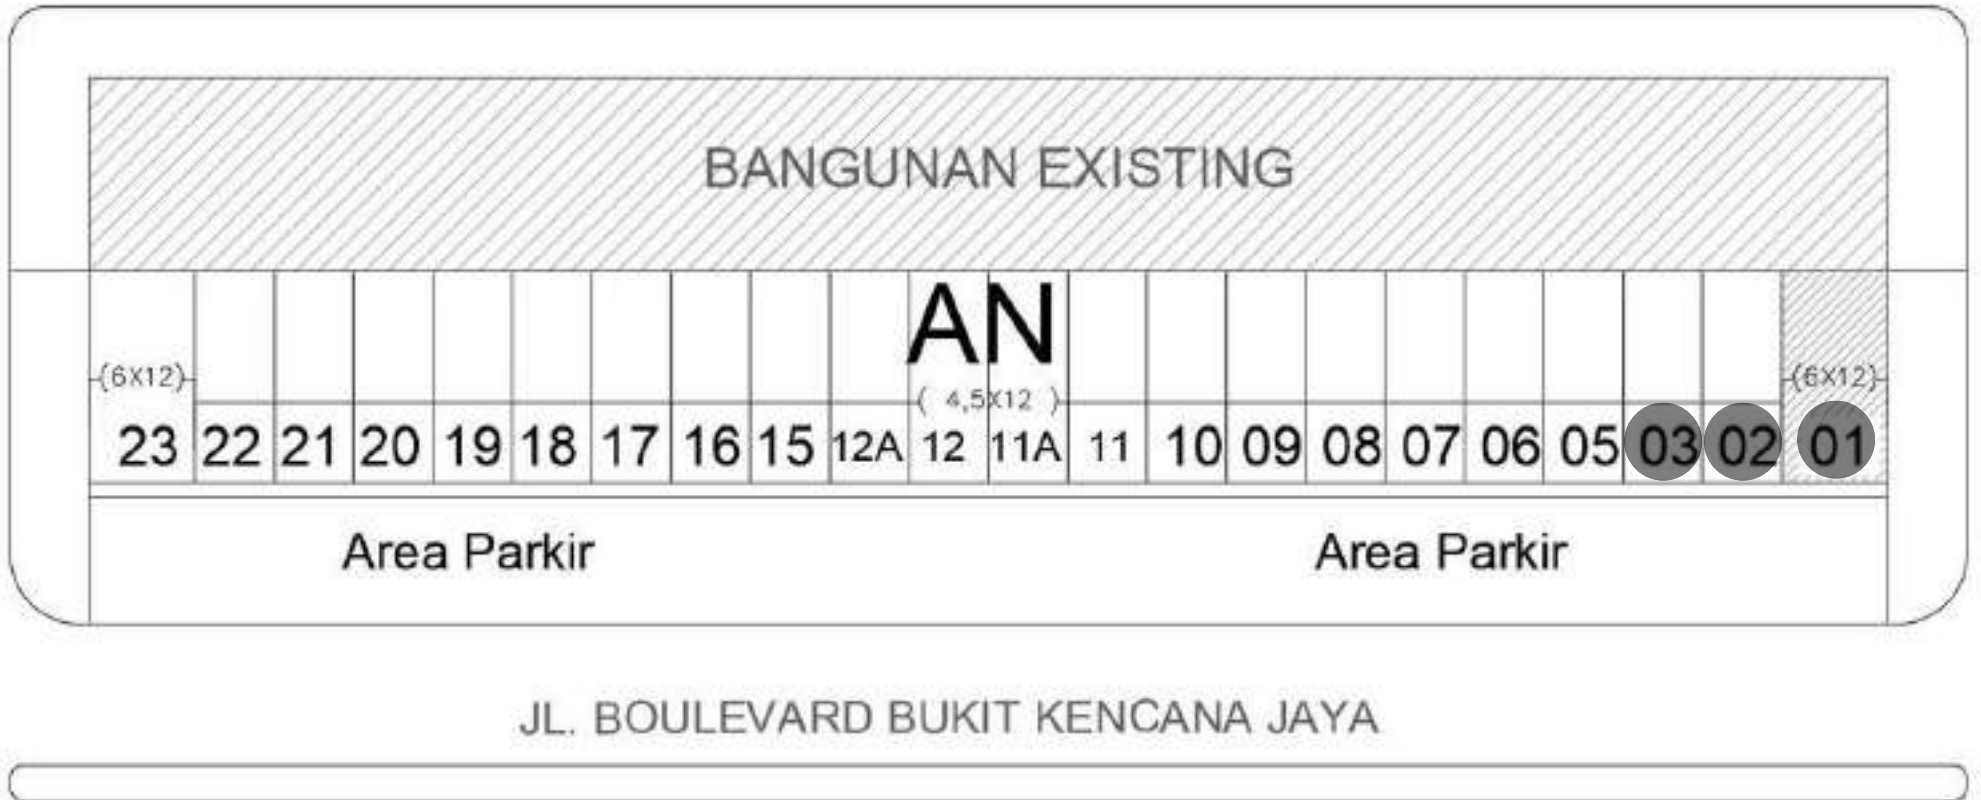 BANGUNAN EXISTING
AN
(6X12)
( 4,5X12 )
(6X12)
23 22 21 20 19 18 17 16 15 12A 12 11A 11 10 09 08 07 06 05 03 02 01
Area Parkir Area Parkir
JL. BOULEVARD BUKIT KENCANA JAYA